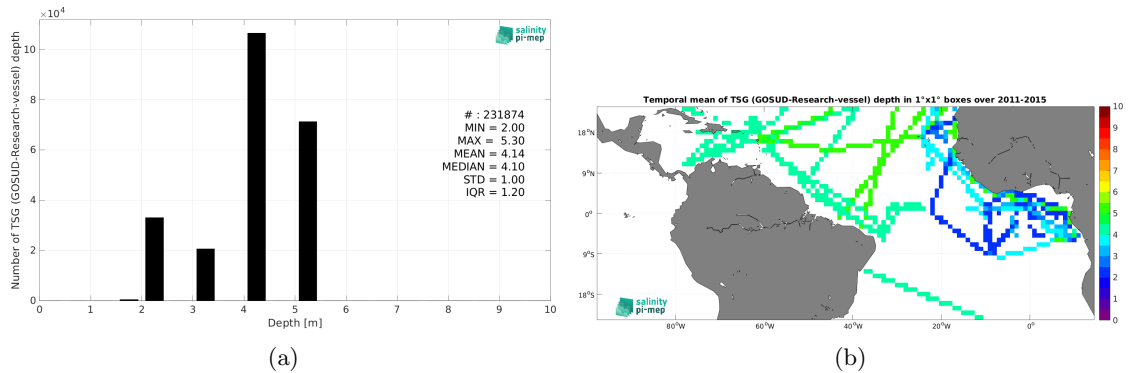 ×10⁴
salinity
pi-mep
10
8
6
4
2
0
Number of TSG (GOSUD-Research-vessel) depth
# : 231874
MIN = 2.00
MAX = 5.30
MEAN = 4.14
MEDIAN = 4.10
STD = 1.00
IQR = 1.20
0 1 2 3 4 5 6 7 8 9 10
Depth [m]
(a)
Temporal mean of TSG (GOSUD-Research-vessel) depth in 1°x1° boxes over 2011-2015
18°N
9°N
0°
9°S
18°S
salinity
pi-mep
80°W 60°W 40°W 20°W 0°
10
9
8
7
6
5
4
3
2
1
0
(b)